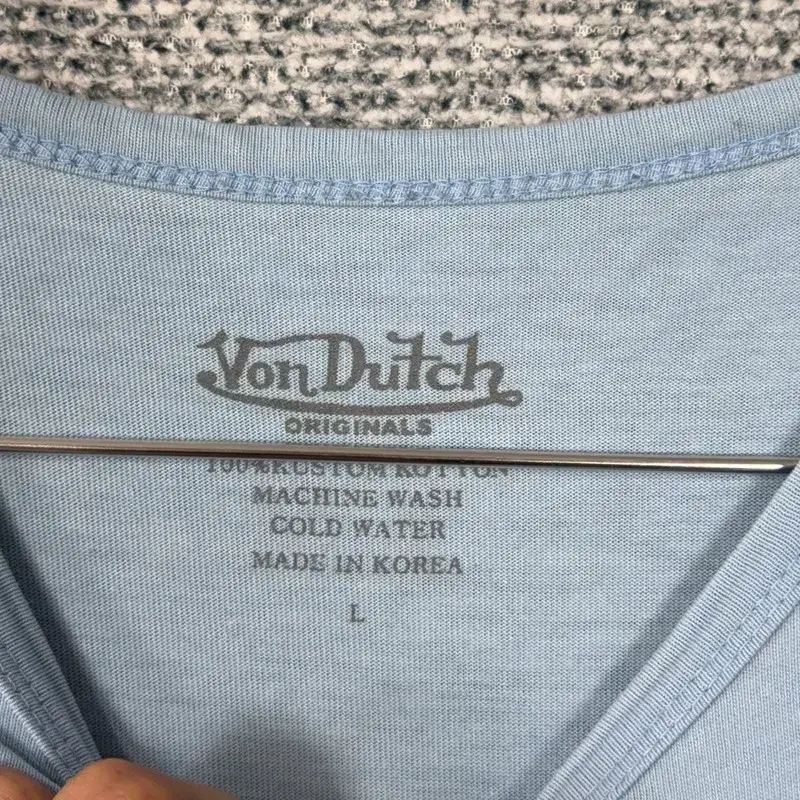 Von Dutch
ORIGINALS
100% KUSTOM KOTTON
MACHINE WASH
COLD WATER
MADE IN KOREA
L